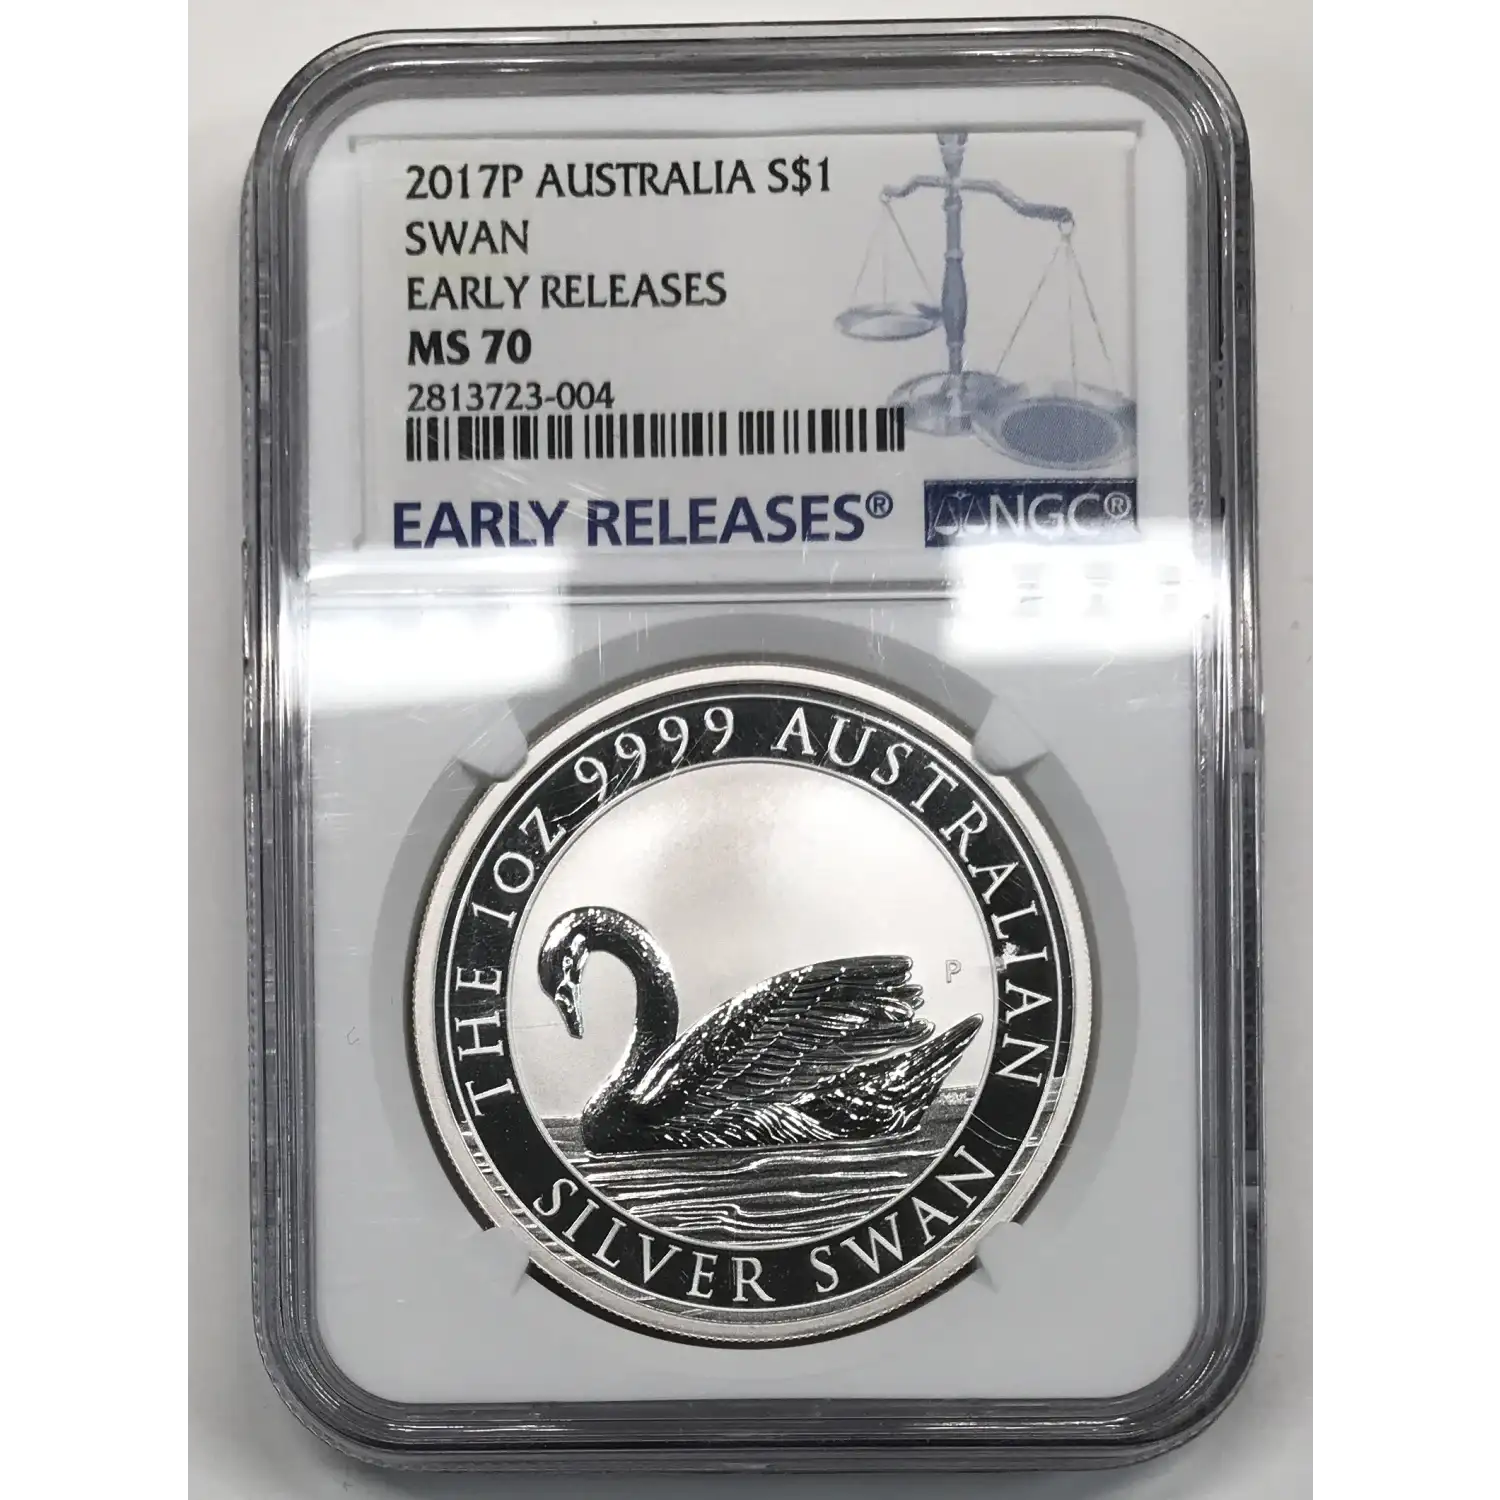 2017P AUSTRALIA S$1
SWAN
EARLY RELEASES
MS 70
2813723-004
EARLY RELEASES®
NGC®
THE 1OZ 9999 AUSTRALIAN
SILVER SWAN
P